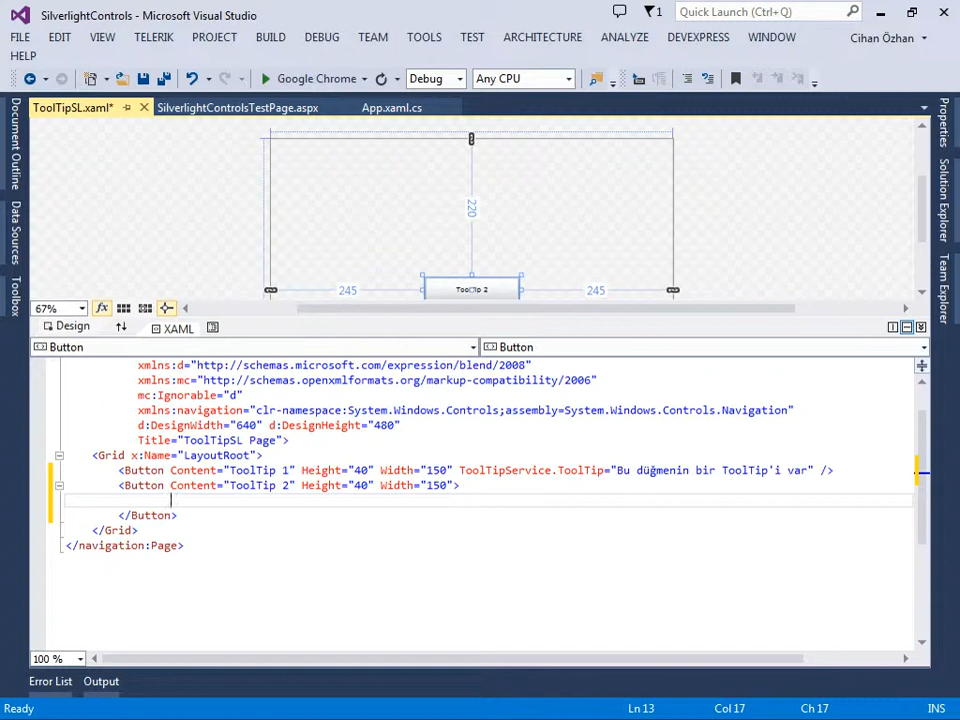 SilverlightControls - Microsoft Visual Studio
1
Quick Launch (Ctrl+Q)
FILE EDIT VIEW TELERIK PROJECT BUILD DEBUG TEAM TOOLS TEST ARCHITECTURE ANALYZE DEVEXPRESS WINDOW Cihan Özhan
HELP
Google Chrome Debug Any CPU
ToolTipSL.xaml* SilverlightControlsTestPage.aspx App.xaml.cs
Document Outline
Data Sources
Toolbox
Properties
Solution Explorer
Team Explorer
220
245 ToolTip 2 245
67%
Design XAML
Button Button
xmlns:d="http://schemas.microsoft.com/expression/blend/2008"
xmlns:mc="http://schemas.openxmlformats.org/markup-compatibility/2006"
mc:Ignorable="d"
xmlns:navigation="clr-namespace:System.Windows.Controls;assembly=System.Windows.Controls.Navigation"
d:DesignWidth="640" d:DesignHeight="480"
Title="ToolTipSL Page">
<Grid x:Name="LayoutRoot">
<Button Content="ToolTip 1" Height="40" Width="150" ToolTipService.ToolTip="Bu düğmenin bir ToolTip'i var" />
<Button Content="ToolTip 2" Height="40" Width="150">
</Button>
</Grid>
</navigation:Page>
100 %
Error List Output
Ready Ln 13 Col 17 Ch 17 INS